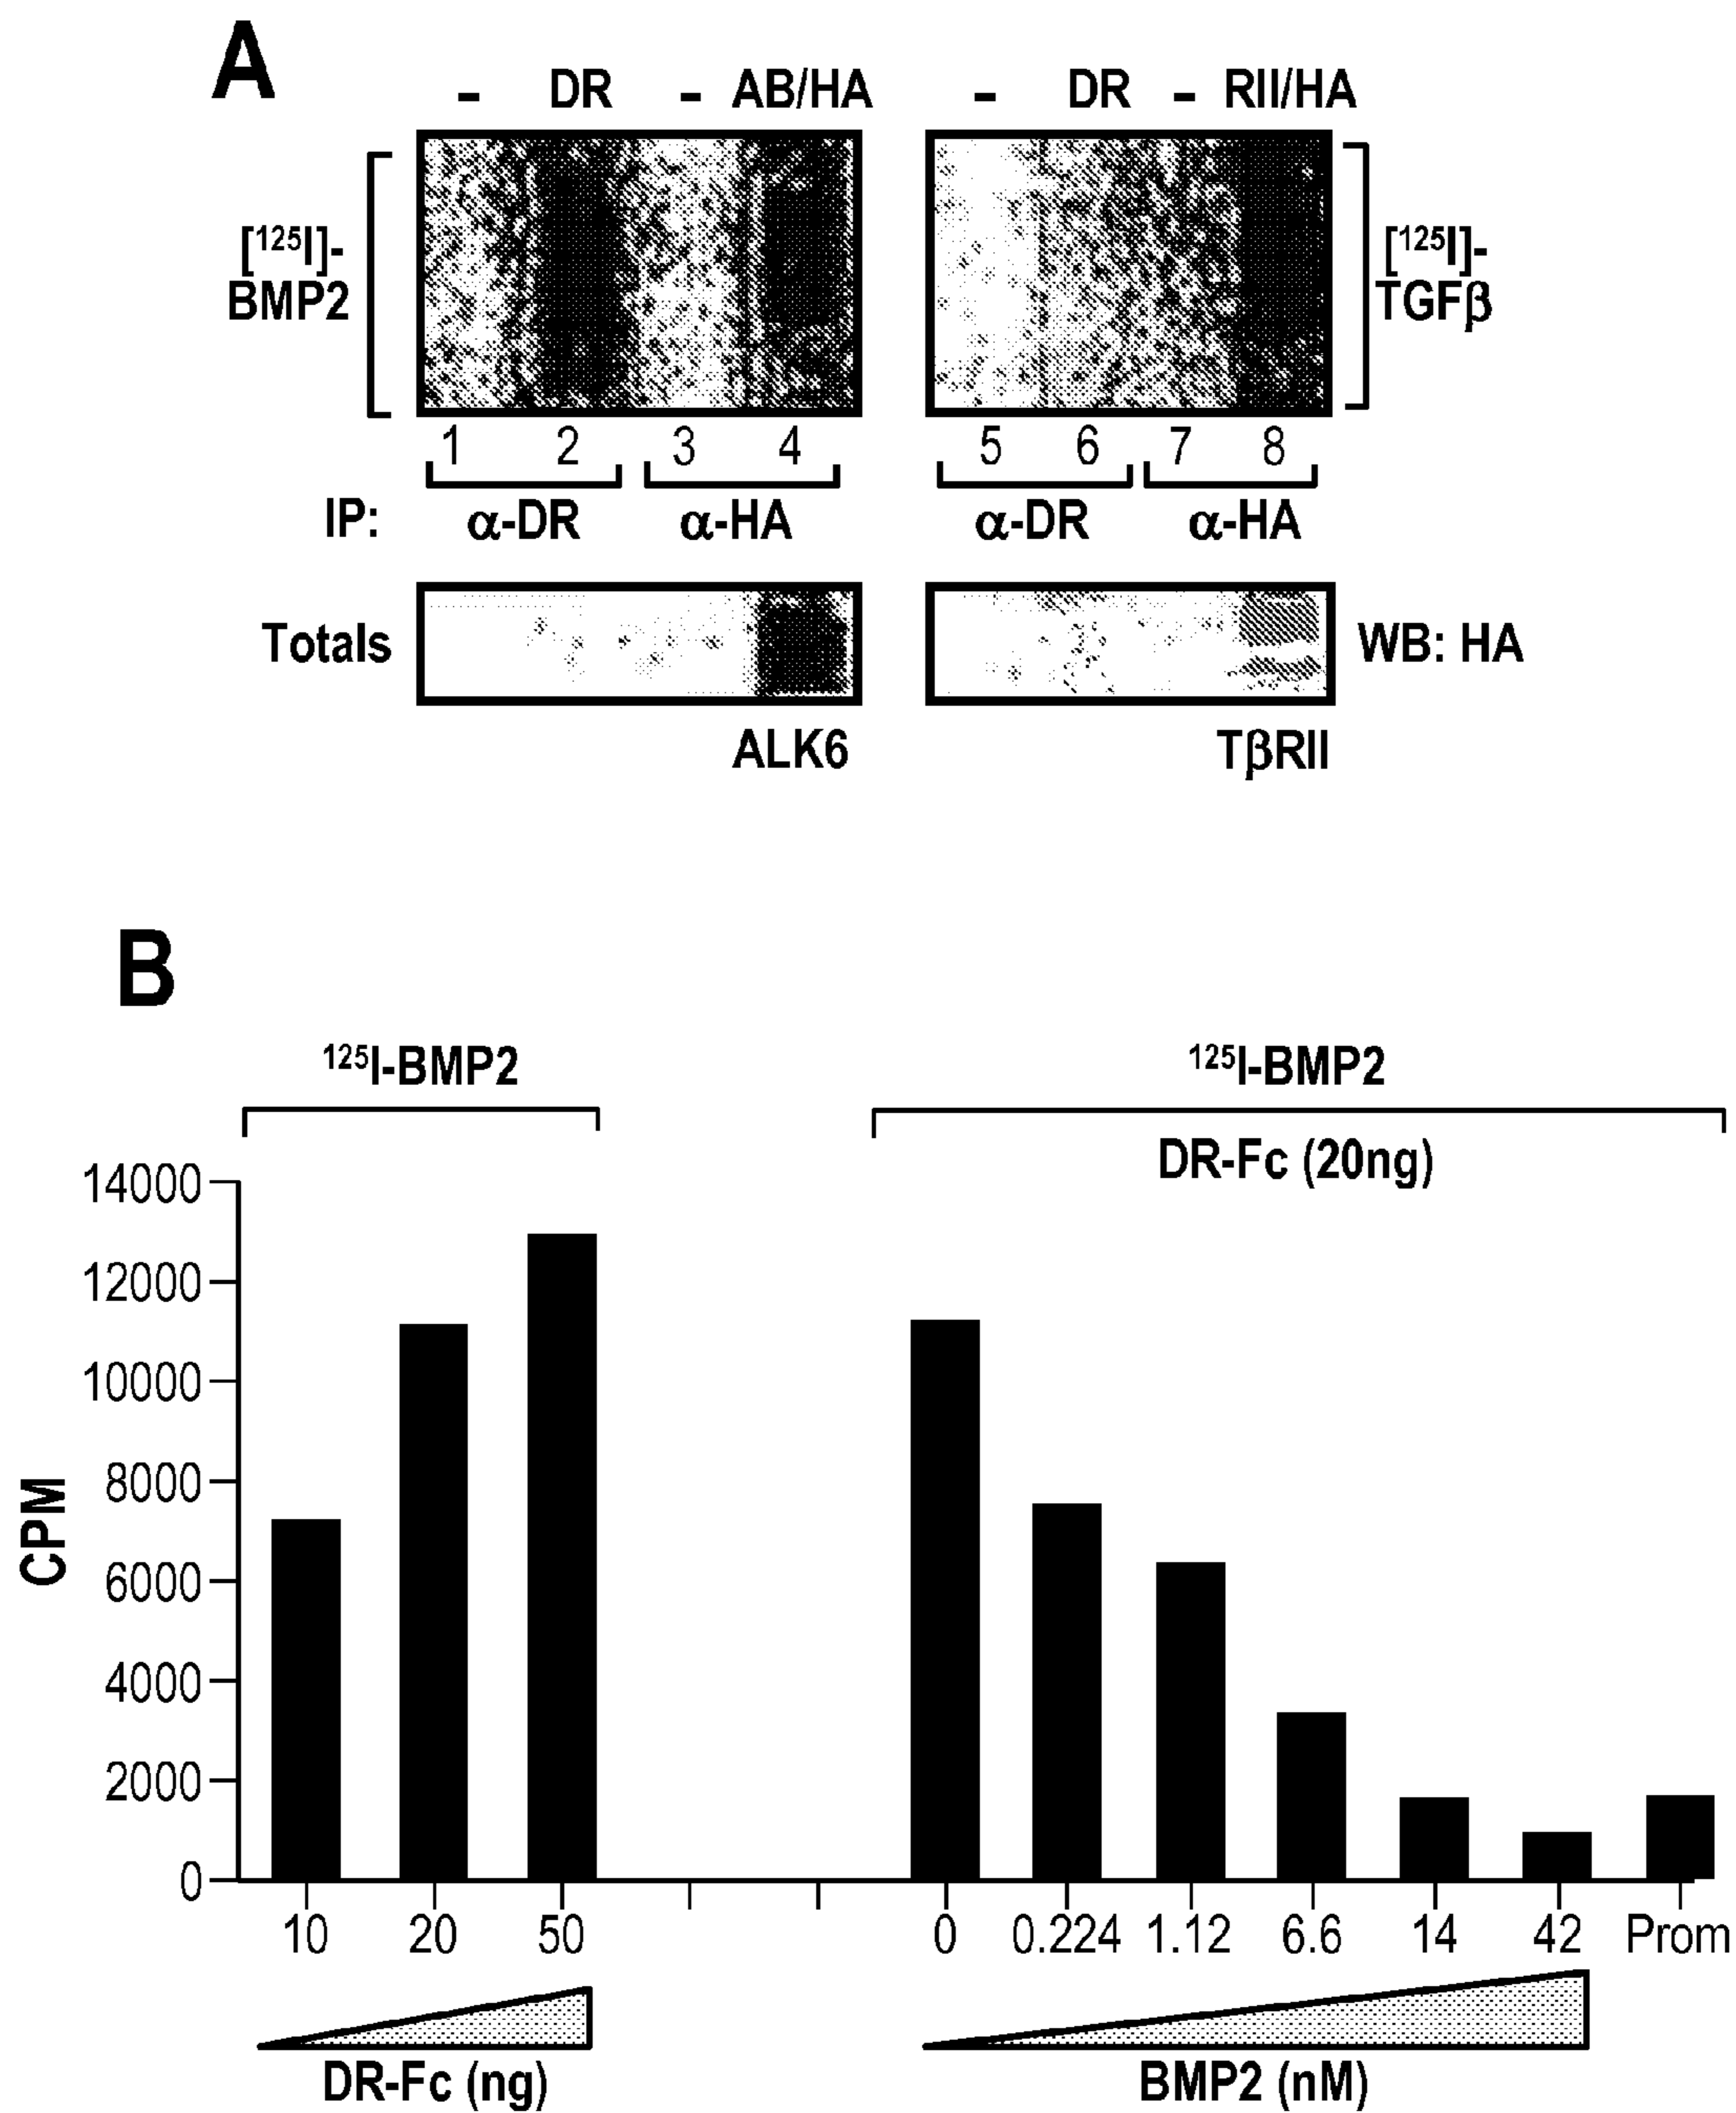 A
- DR - AB/HA - DR - RII/HA
[125I]-
BMP2
[125I]-
TGFβ
1 2 3 4 5 6 7 8
IP: α-DR α-HA α-DR α-HA
Totals
WB: HA
ALK6 TβRII
B
125I-BMP2 125I-BMP2
DR-Fc (20ng)
14000
12000
10000
8000
6000
4000
2000
0
CPM
10 20 50 0 0.224 1.12 6.6 14 42 Prom
DR-Fc (ng) BMP2 (nM)